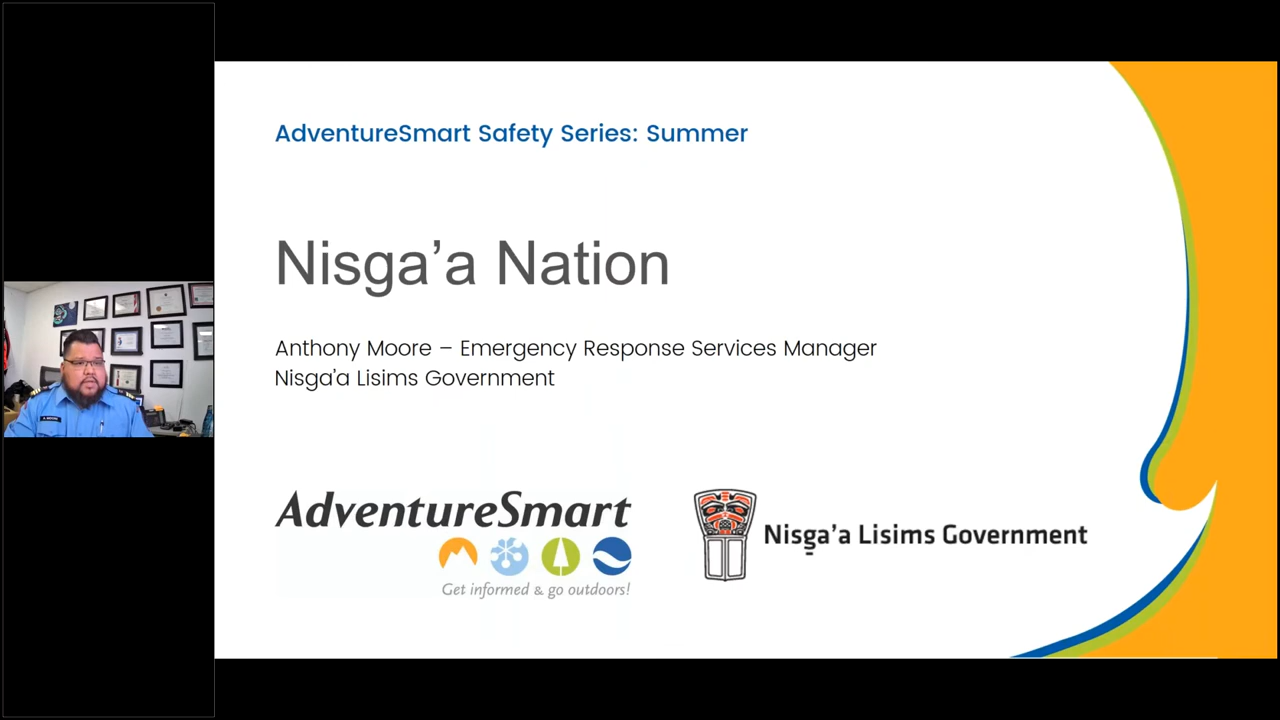 AdventureSmart Safety Series: Summer
Nisga’a Nation
Anthony Moore – Emergency Response Services Manager
Nisga'a Lisims Government
AdventureSmart
Get informed & go outdoors!
Nisg̱a’a Lisims Government